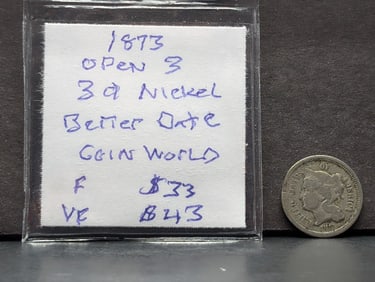 1873
OPEN 3
3¢ Nickel
Better Date
COIN WORLD
F $33
VF $43